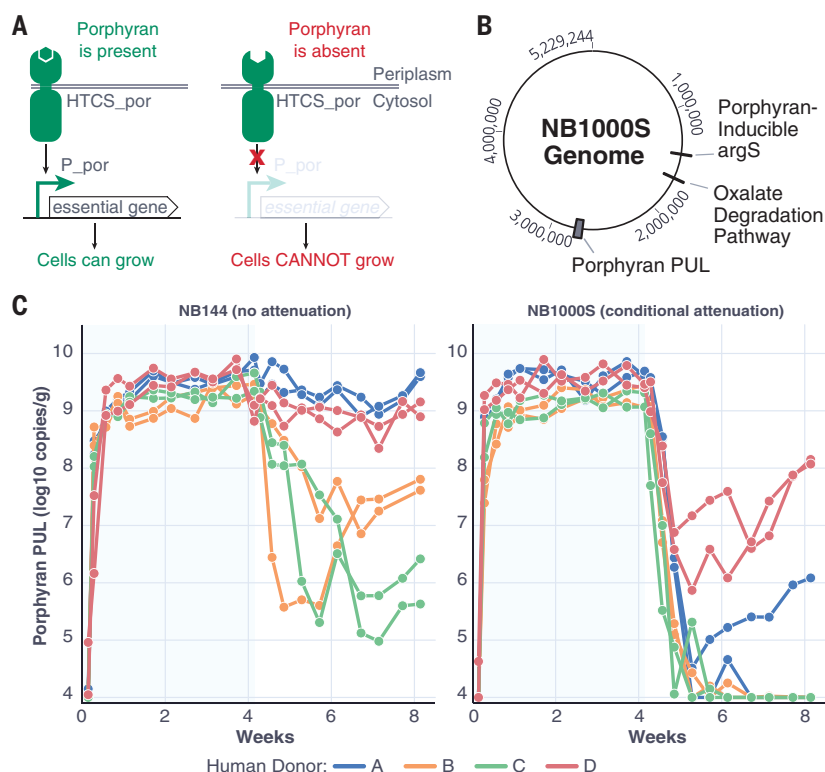 A
Porphyran
is present
Porphyran
is absent
Periplasm
HTCS_por
HTCS_por
Cytosol
P_por
P_por
essential gene
essential gene
Cells can grow
Cells CANNOT grow
B
5,229,244
1,000,000
2,000,000
3,000,000
4,000,000
NB1000S
Genome
Porphyran-
Inducible
argS
Oxalate
Degradation
Pathway
Porphyran PUL
C
NB144 (no attenuation)
NB1000S (conditional attenuation)
Porphyran PUL (log10 copies/g)
10
9
8
7
6
5
4
0
2
4
6
8
Weeks
10
9
8
7
6
5
4
0
2
4
6
8
Weeks
Human Donor: A B C D